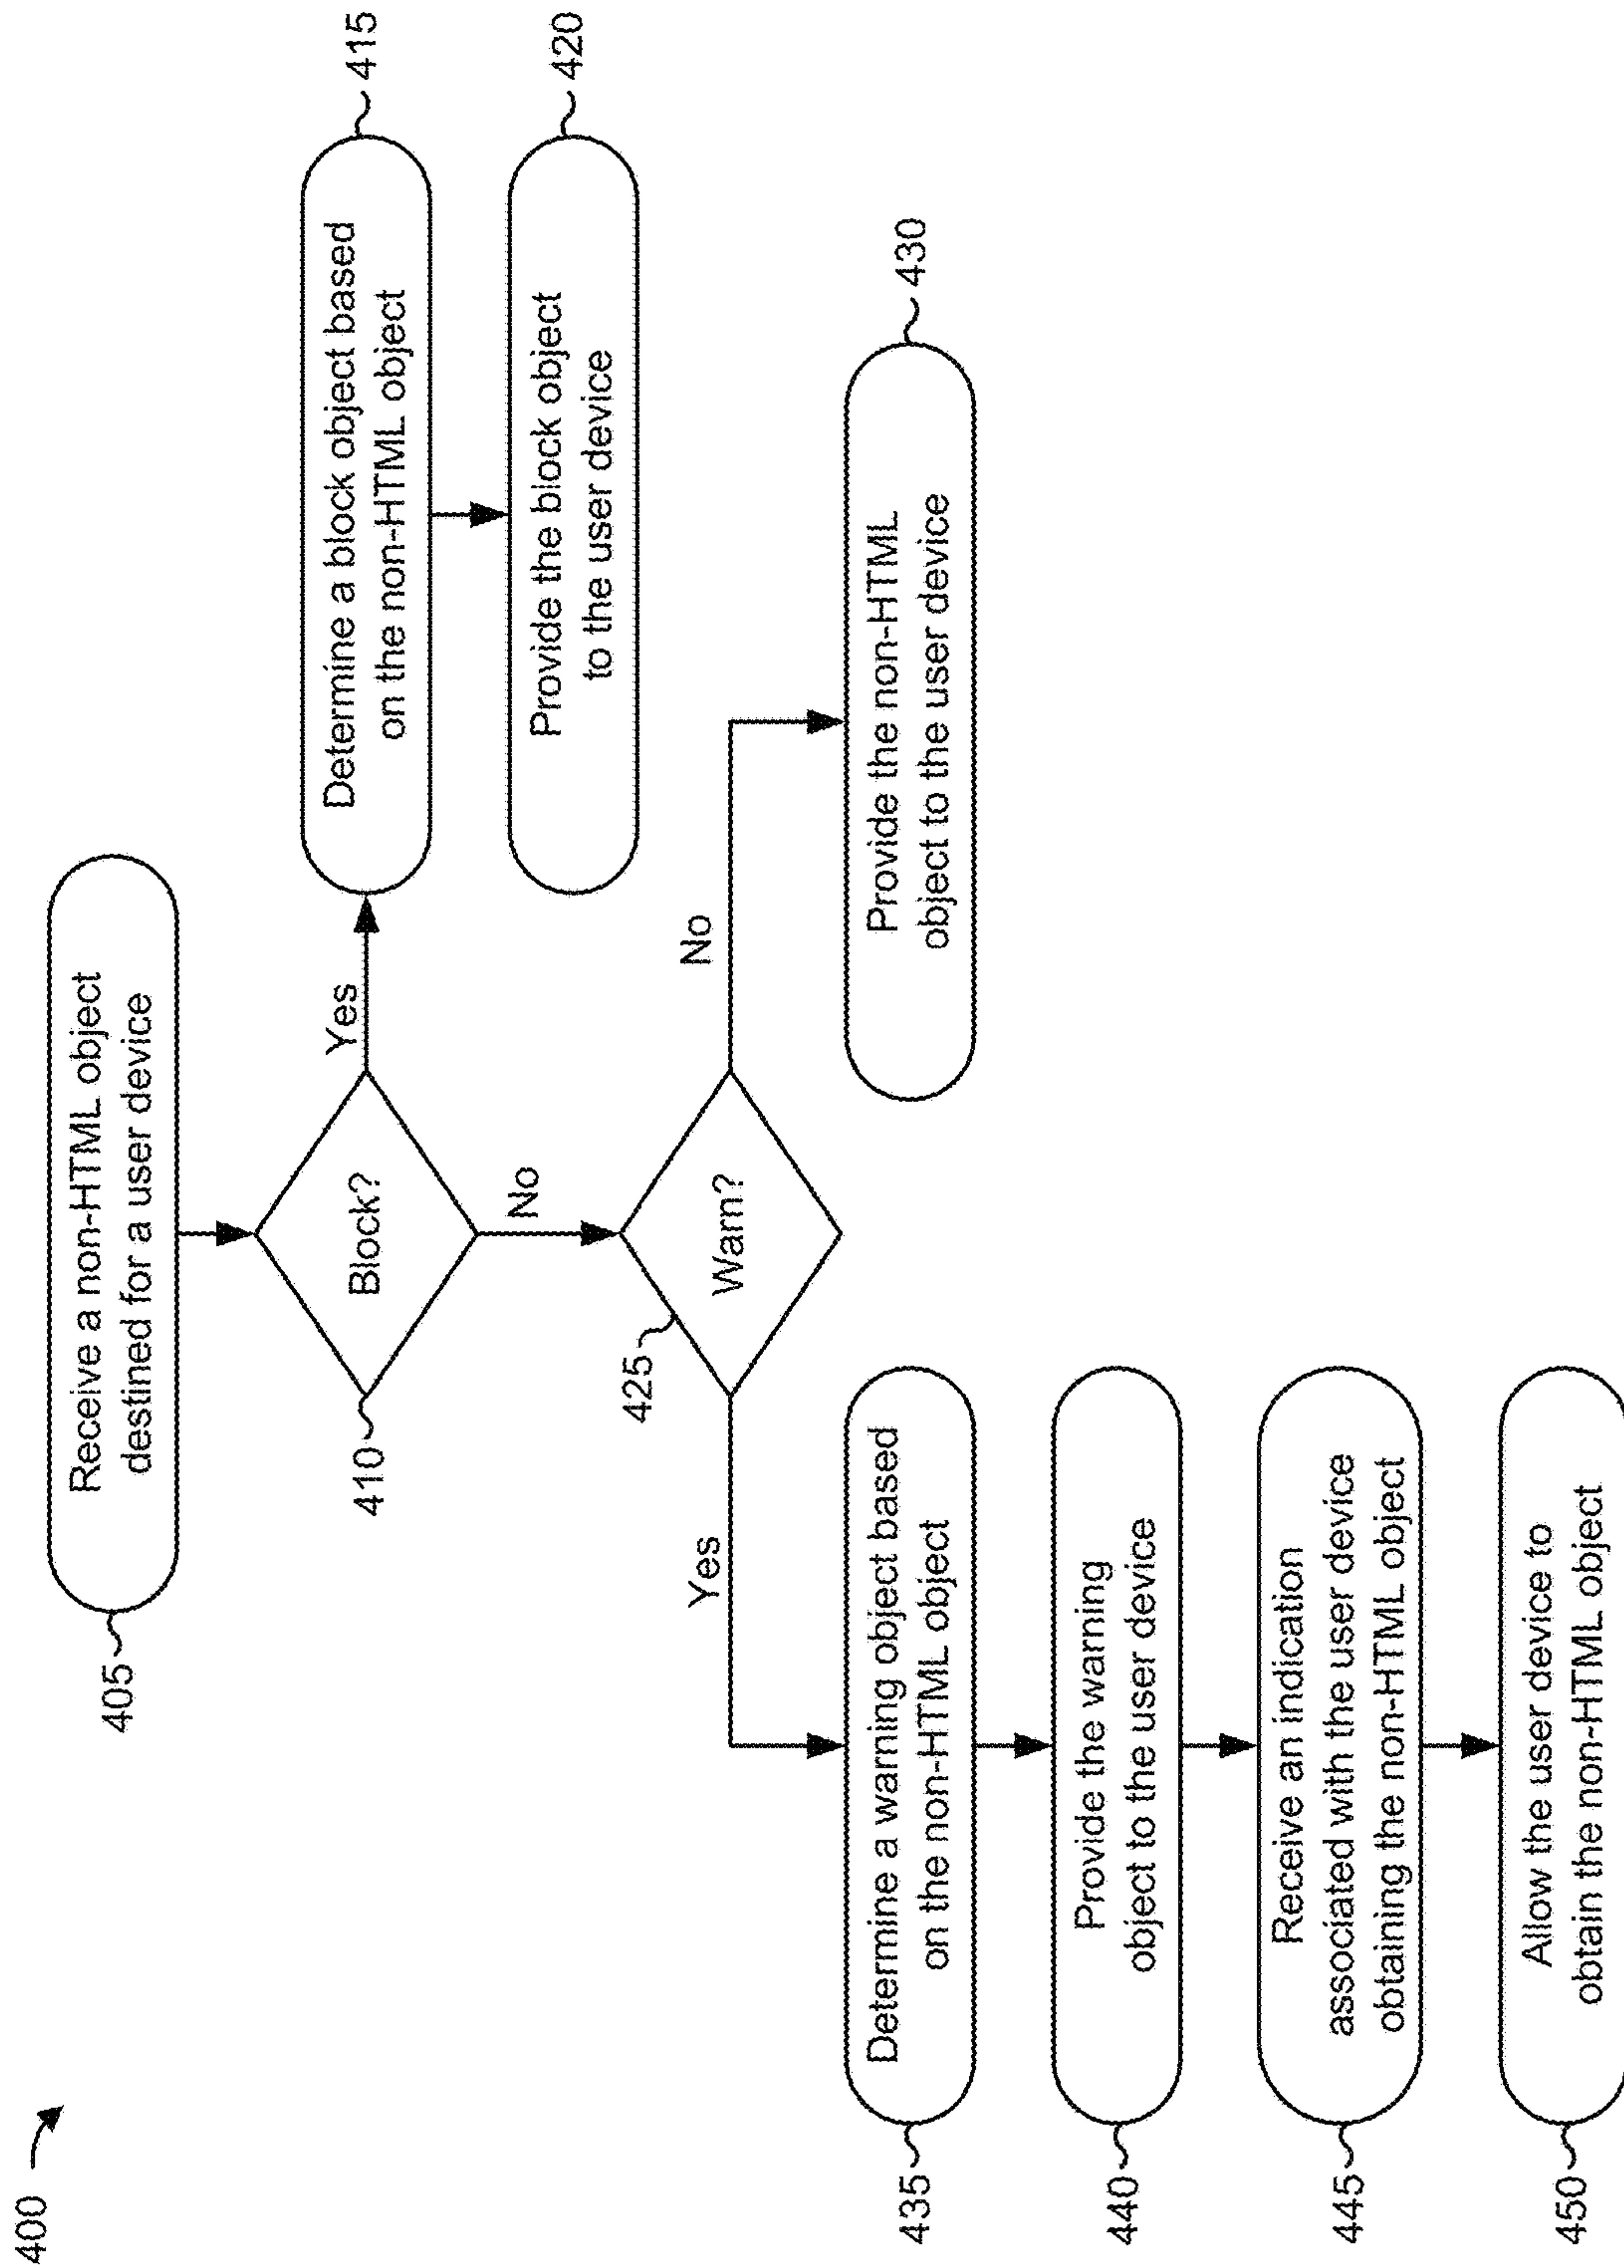 400
405
Receive a non-HTML object
destined for a user device
410
Block?
Yes
Determine a block object based
on the non-HTML object
415
Provide the block object
to the user device
420
No
425
Warn?
No
Provide the non-HTML
object to the user device
430
Yes
435
Determine a warning object based
on the non-HTML object
440
Provide the warning
object to the user device
445
Receive an indication
associated with the user device
obtaining the non-HTML object
450
Allow the user device to
obtain the non-HTML object